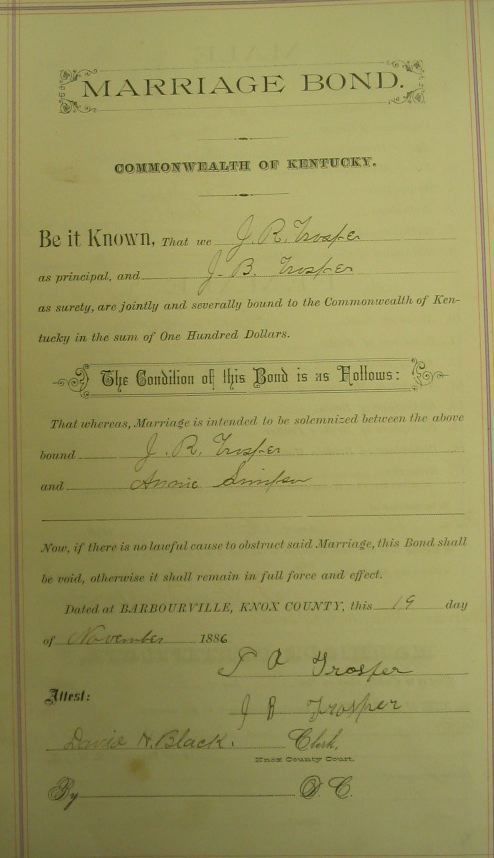 MARRIAGE BOND.
COMMONWEALTH OF KENTUCKY.
Be it Known, That we J. R. Trosper
as principal, and J. B. Trosper
as surety, are jointly and severally bound to the Commonwealth of Ken-
tucky in the sum of One Hundred Dollars.
The Condition of this Bond is as Follows:
That whereas, Marriage is intended to be solemnized between the above
bound J. R. Trosper
and Annie Simpson
Now, if there is no lawful cause to obstruct said Marriage, this Bond shall
be void, otherwise it shall remain in full force and effect.
Dated at BARBOURVILLE, KNOX COUNTY, this 19 day
of November 1886
Trosper
Attest:
J B Trosper
David N. Black. Clerk,
Knox County Court.
By D. C.